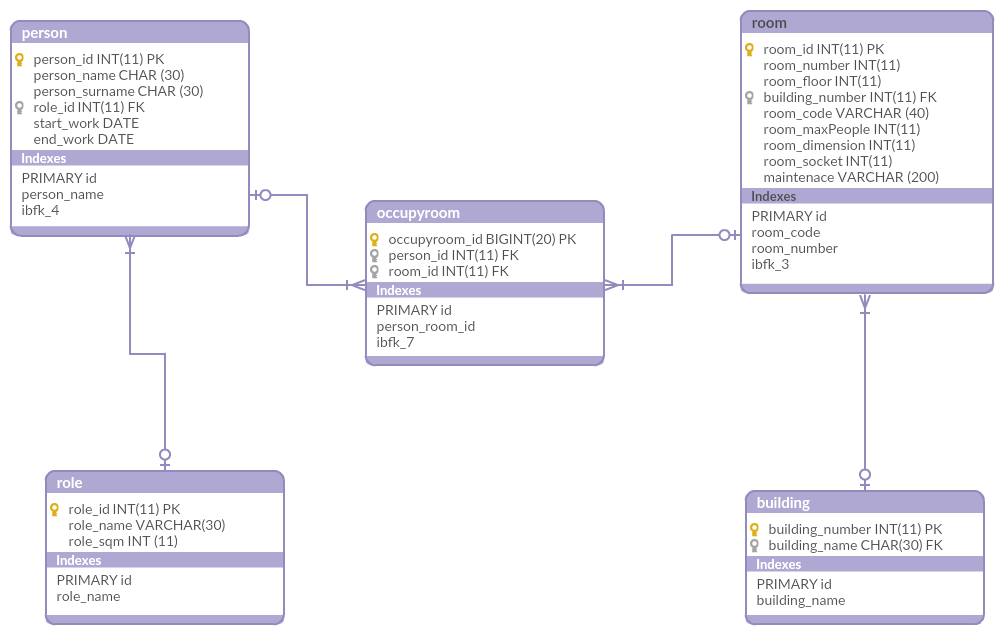 person
person_id INT(11) PK
person_name CHAR (30)
person_surname CHAR (30)
role_id INT(11) FK
start_work DATE
end_work DATE
Indexes
PRIMARY id
person_name
ibfk_4
occupyroom
occupyroom_id BIGINT(20) PK
person_id INT(11) FK
room_id INT(11) FK
Indexes
PRIMARY id
person_room_id
ibfk_7
room
room_id INT(11) PK
room_number INT(11)
room_floor INT(11)
building_number INT(11) FK
room_code VARCHAR (40)
room_maxPeople INT(11)
room_dimension INT(11)
room_socket INT(11)
maintenace VARCHAR (200)
Indexes
PRIMARY id
room_code
room_number
ibfk_3
role
role_id INT(11) PK
role_name VARCHAR(30)
role_sqm INT (11)
Indexes
PRIMARY id
role_name
building
building_number INT(11) PK
building_name CHAR(30) FK
Indexes
PRIMARY id
building_name